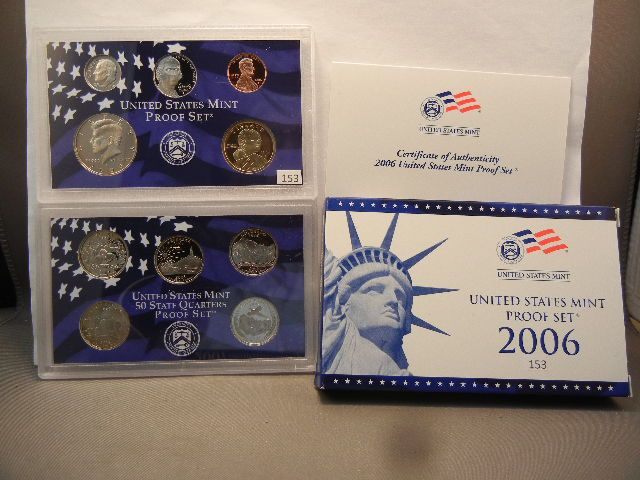 UNITED STATES MINT
PROOF SET
153
UNITED STATES MINT
50 STATE QUARTERS
PROOF SET™
UNITED STATES MINT
Certificate of Authenticity
2006 United States Mint Proof Set
UNITED STATES MINT
UNITED STATES MINT
PROOF SET
2006
153